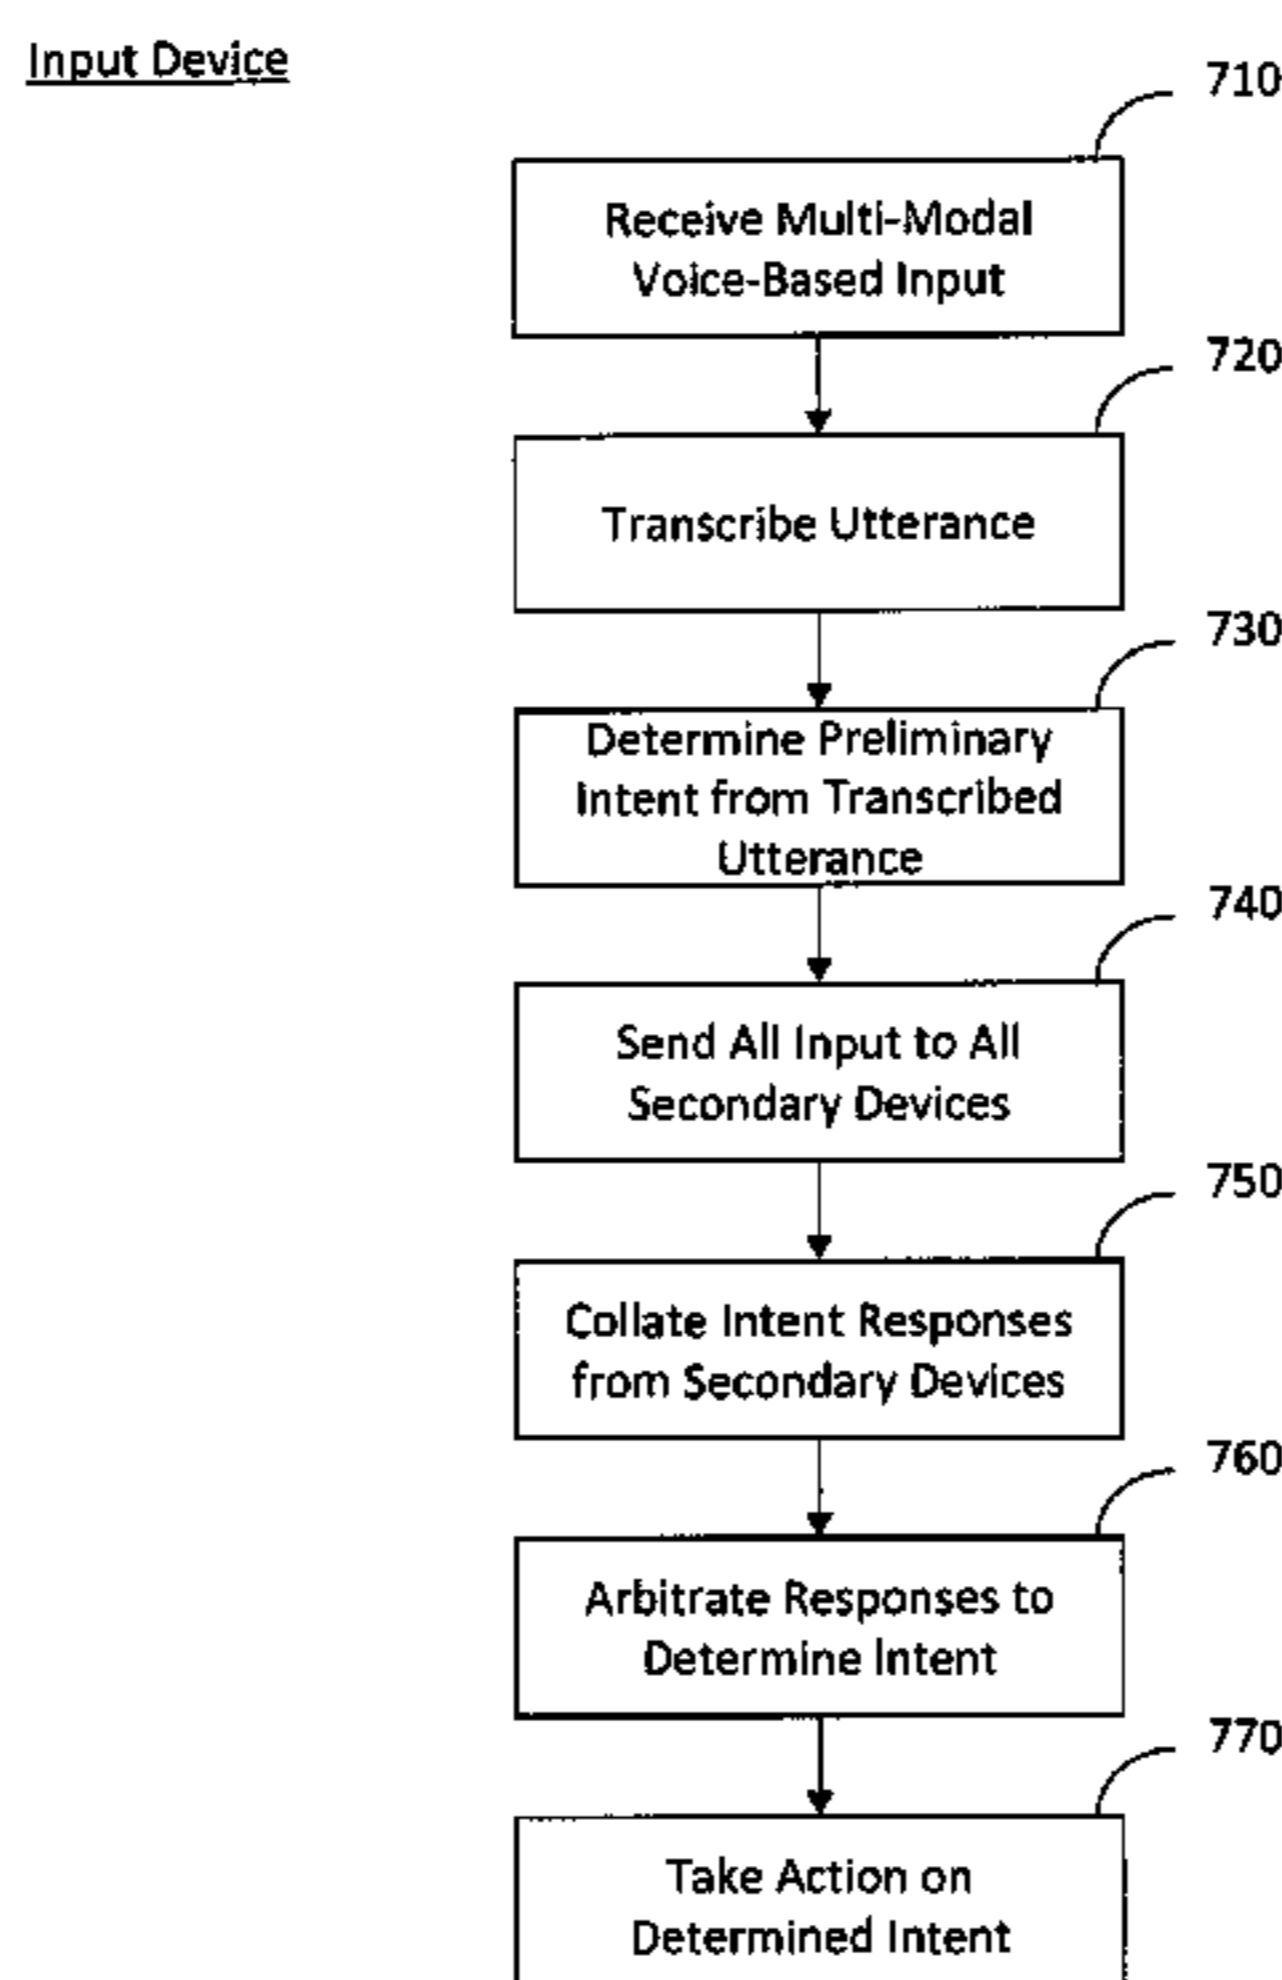 Input Device
710
Receive Multi-Modal
Voice-Based Input
720
Transcribe Utterance
730
Determine Preliminary
Intent from Transcribed
Utterance
740
Send All Input to All
Secondary Devices
750
Collate Intent Responses
from Secondary Devices
760
Arbitrate Responses to
Determine Intent
770
Take Action on
Determined Intent